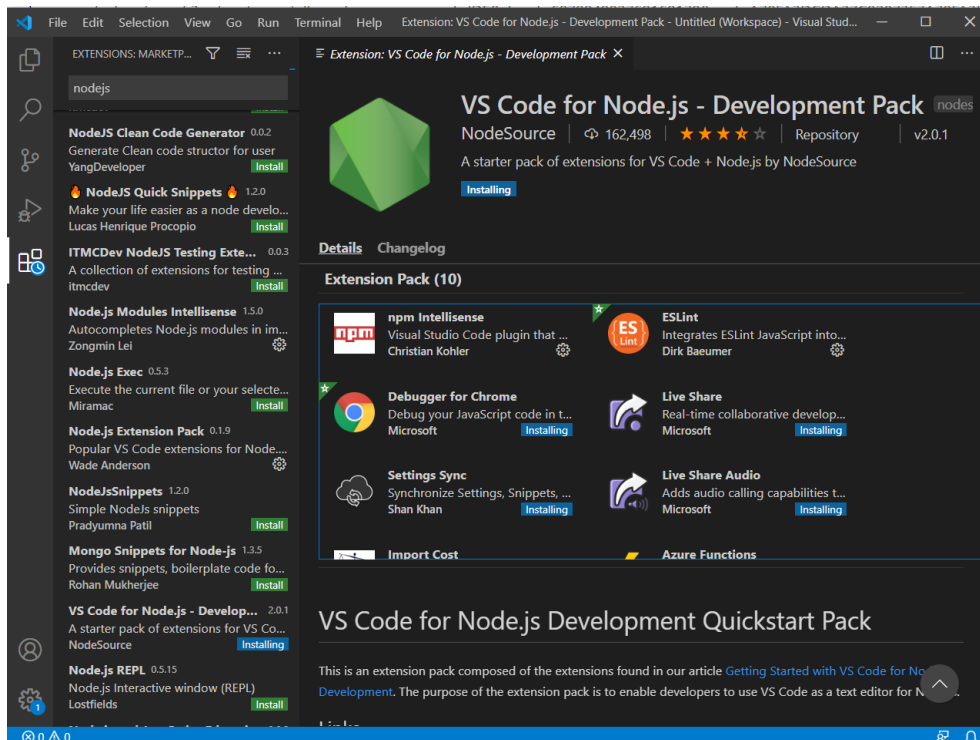 File Edit Selection View Go Run Terminal Help Extension: VS Code for Node.js - Development Pack - Untitled (Workspace) - Visual Stud...
EXTENSIONS: MARKETP...
nodejs
NodeJS Clean Code Generator 0.0.2
Generate Clean code structor for user
YangDeveloper Install
NodeJS Quick Snippets 1.2.0
Make your life easier as a node develo...
Lucas Henrique Procopio Install
ITMCDev NodeJS Testing Exte... 0.0.3
A collection of extensions for testing ...
itmcdev Install
Node.js Modules Intellisense 1.5.0
Autocompletes Node.js modules in im...
Zongmin Lei
Node.js Exec 0.5.3
Execute the current file or your selecte...
Miramac Install
Node.js Extension Pack 0.1.9
Popular VS Code extensions for Node....
Wade Anderson
NodeJsSnippets 1.2.0
Simple NodeJs snippets
Pradyumna Patil Install
Mongo Snippets for Node-js 1.3.5
Provides snippets, boilerplate code fo...
Rohan Mukherjee Install
VS Code for Node.js - Develop... 2.0.1
A starter pack of extensions for VS Co...
NodeSource Installing
Node.js REPL 0.5.15
Node.js Interactive window (REPL)
Lostfields Install
1
0 0
Extension: VS Code for Node.js - Development Pack
VS Code for Node.js - Development Pack nodes
NodeSource 162,498 Repository v2.0.1
A starter pack of extensions for VS Code + Node.js by NodeSource
Installing
Details Changelog
Extension Pack (10)
npm
npm Intellisense
Visual Studio Code plugin that ...
Christian Kohler
ES
Lint
ESLint
Integrates ESLint JavaScript into...
Dirk Baeumer
Debugger for Chrome
Debug your JavaScript code in t...
Microsoft Installing
Live Share
Real-time collaborative develop...
Microsoft Installing
Settings Sync
Synchronize Settings, Snippets, ...
Shan Khan Installing
Live Share Audio
Adds audio calling capabilities t...
Microsoft Installing
Import Cost
Azure Functions
VS Code for Node.js Development Quickstart Pack
This is an extension pack composed of the extensions found in our article Getting Started with VS Code for No
Development. The purpose of the extension pack is to enable developers to use VS Code as a text editor for N
Links